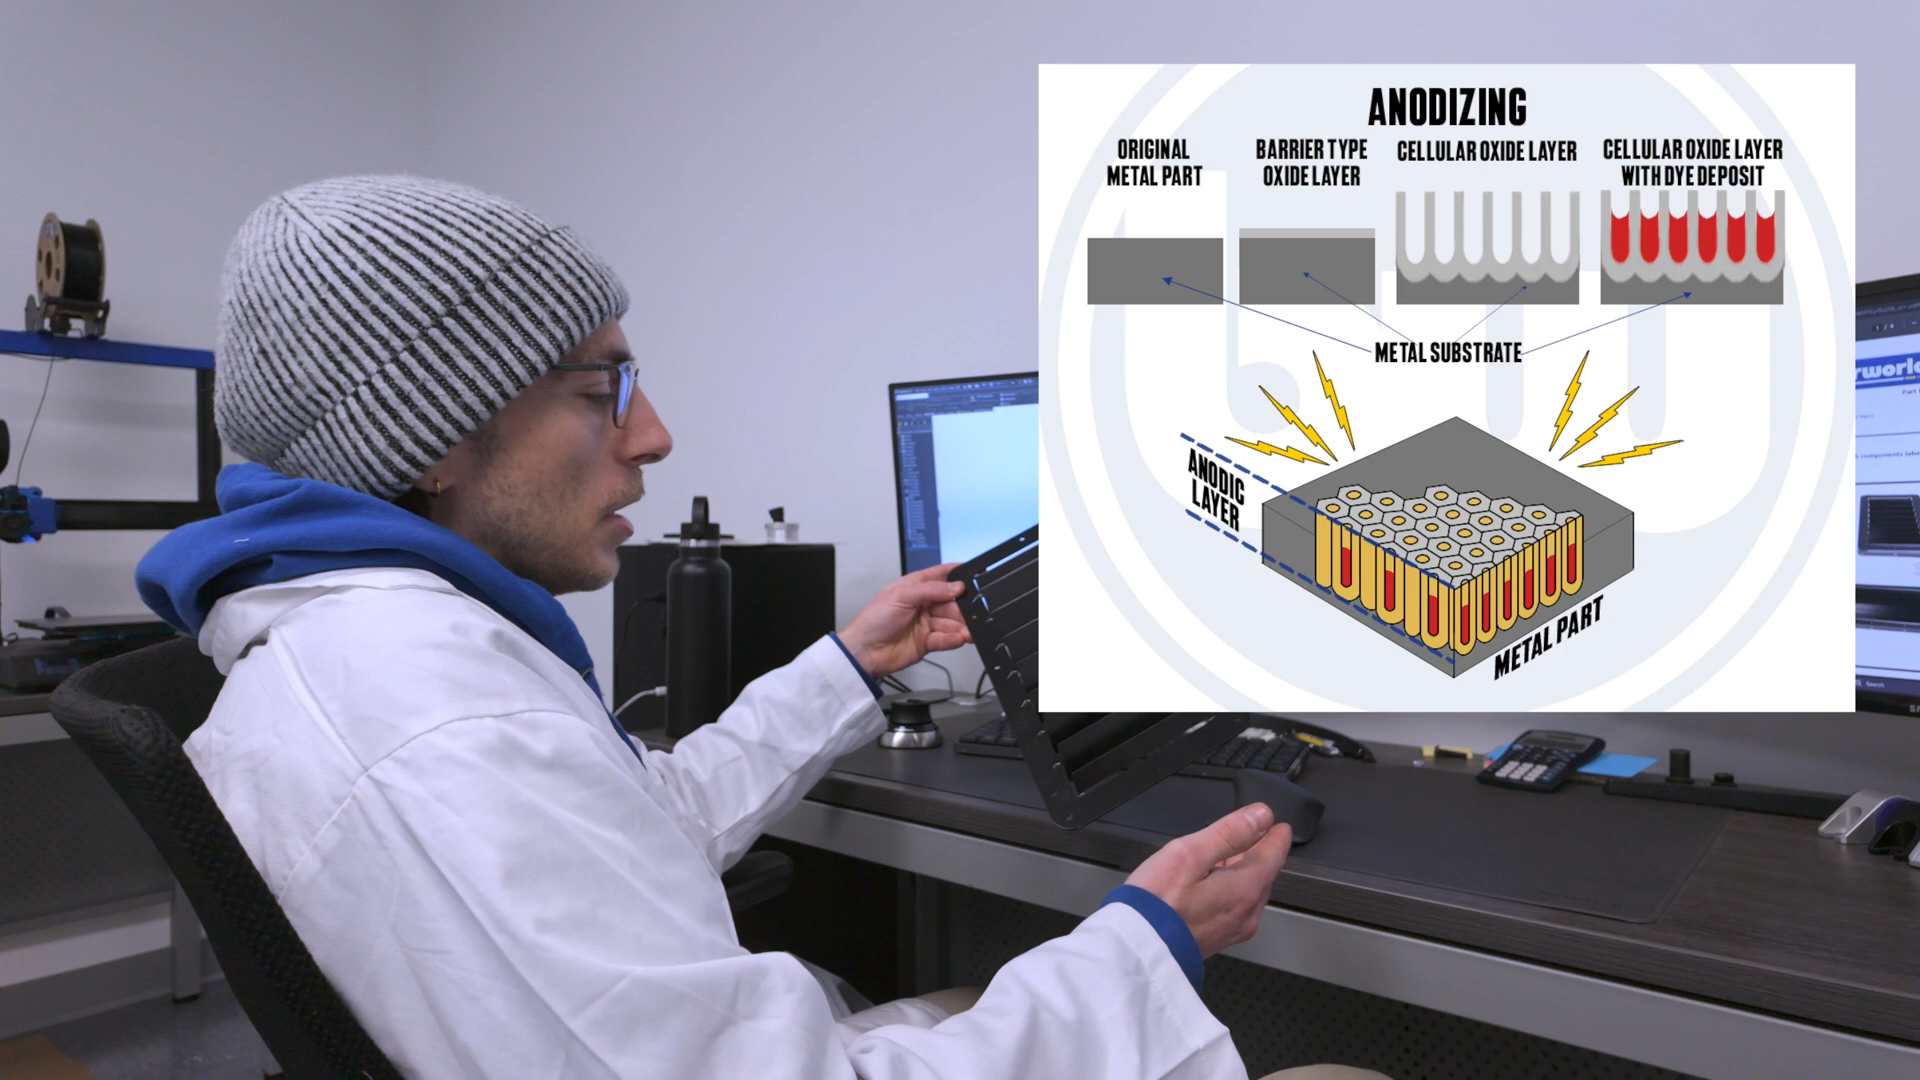 ANODIZING
ORIGINAL
METAL PART
BARRIER TYPE
OXIDE LAYER
CELLULAR OXIDE LAYER
CELLULAR OXIDE LAYER
WITH DYE DEPOSIT
METAL SUBSTRATE
ANODIC
LAYER
METAL PART
Search